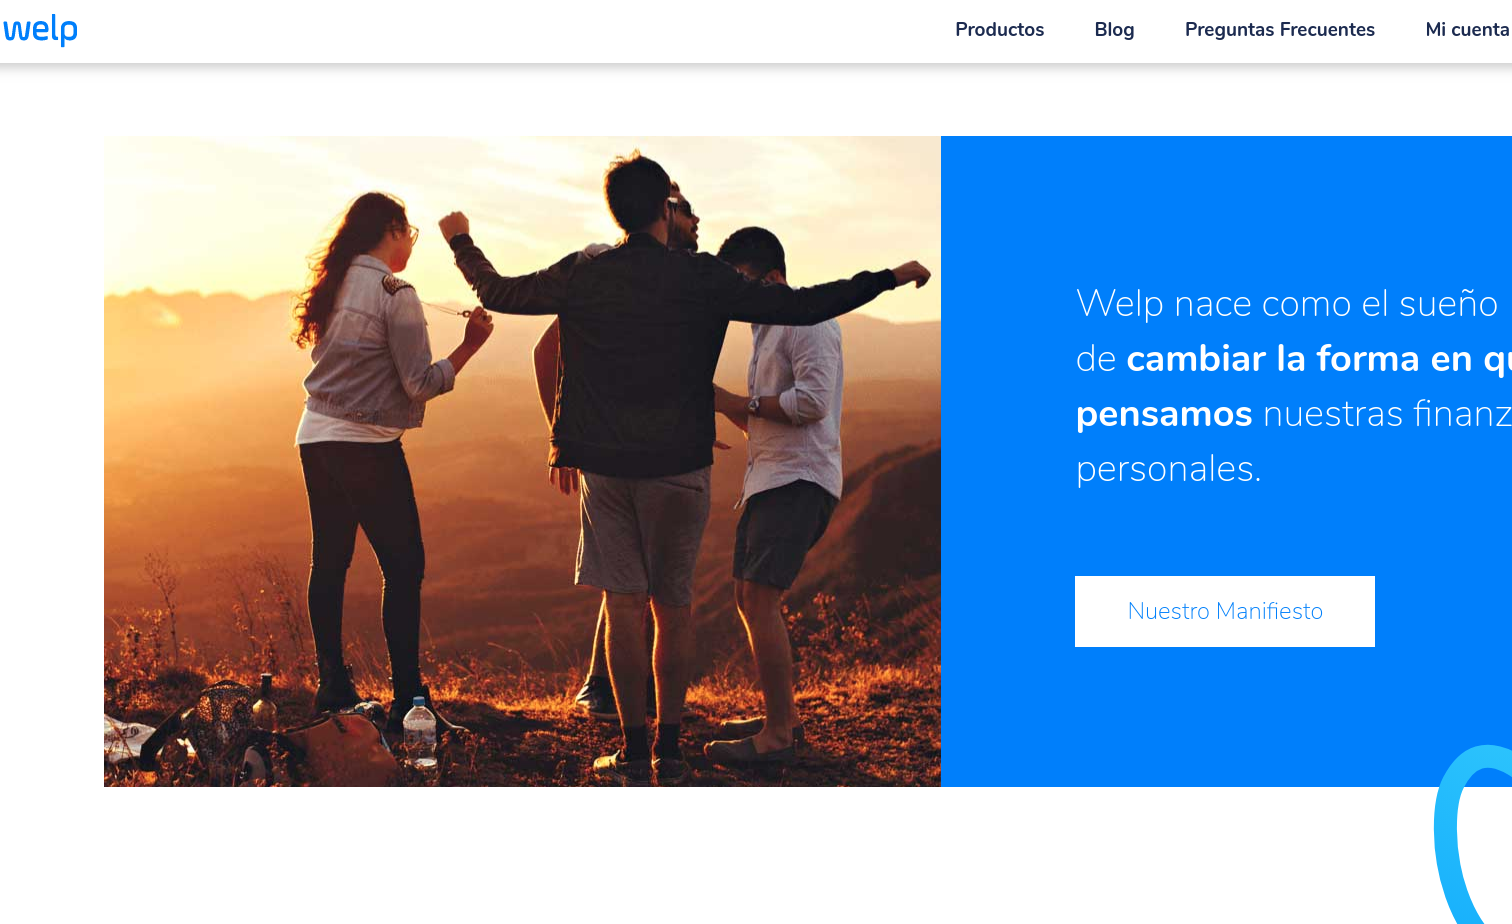 welp
Productos Blog Preguntas Frecuentes Mi cuenta
Welp nace como el sueño
de cambiar la forma en qu
pensamos nuestras finanz
personales.
Nuestro Manifiesto